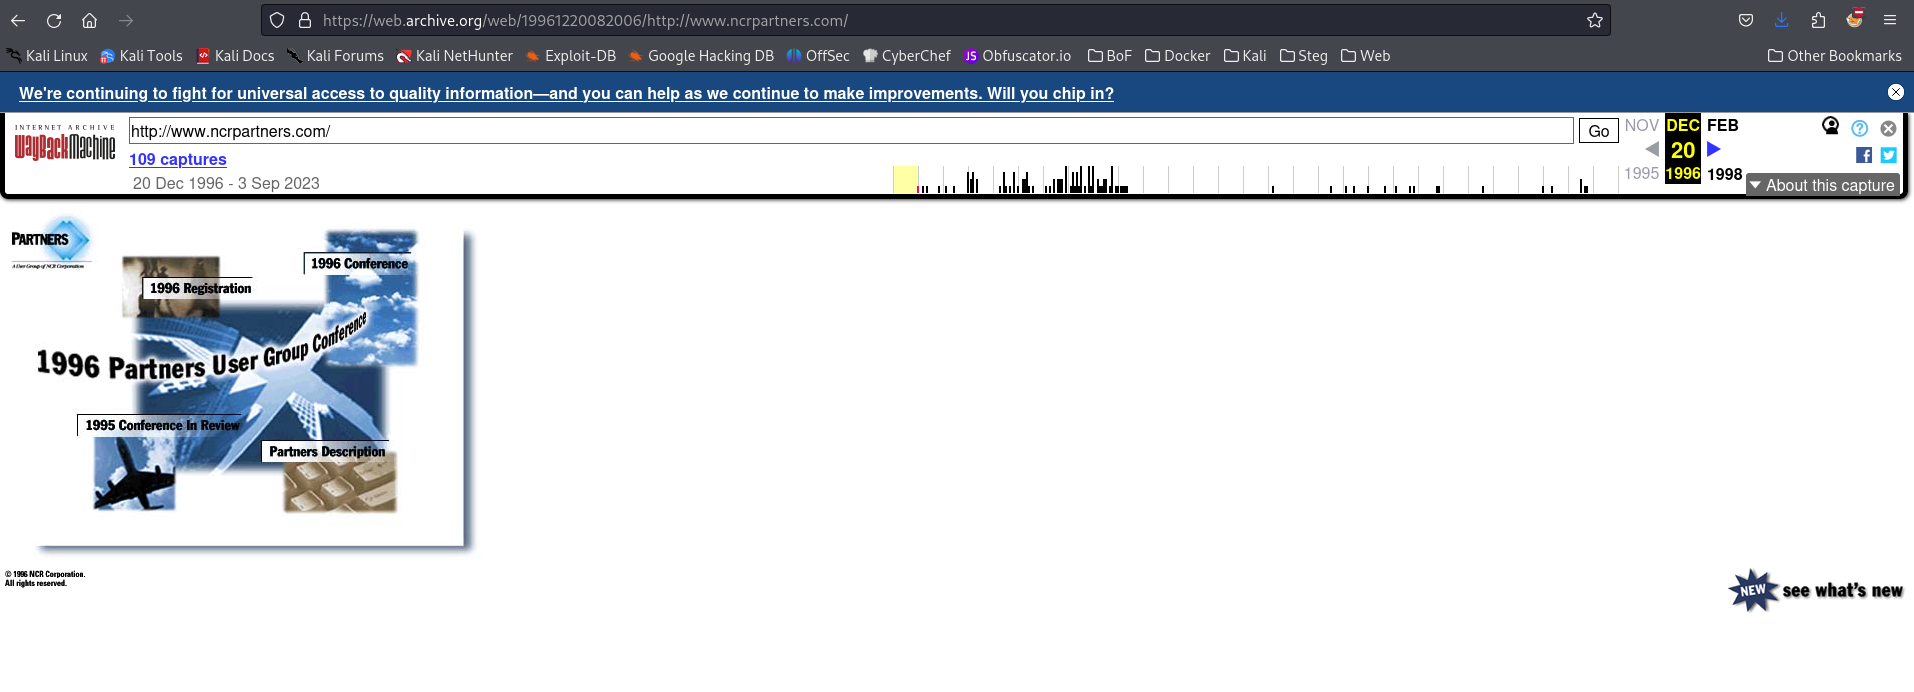 https://web.archive.org/web/19961220082006/http://www.ncrpartners.com/
Kali Linux Kali Tools Kali Docs Kali Forums Kali NetHunter Exploit-DB Google Hacking DB OffSec CyberChef JS Obfuscator.io BoF Docker Kali Steg Web Other Bookmarks
We're continuing to fight for universal access to quality information—and you can help as we continue to make improvements. Will you chip in?
INTERNET ARCHIVE
WayBackMachine
http://www.ncrpartners.com/
Go
NOV DEC FEB
109 captures
20
20 Dec 1996 - 3 Sep 2023
1995 1996 1998
About this capture
PARTNERS
A User Group of NCR Corporation
1996 Conference
1996 Registration
1996 Partners User Group Conference
1995 Conference In Review
Partners Description
© 1996 NCR Corporation.
All rights reserved.
NEW see what's new